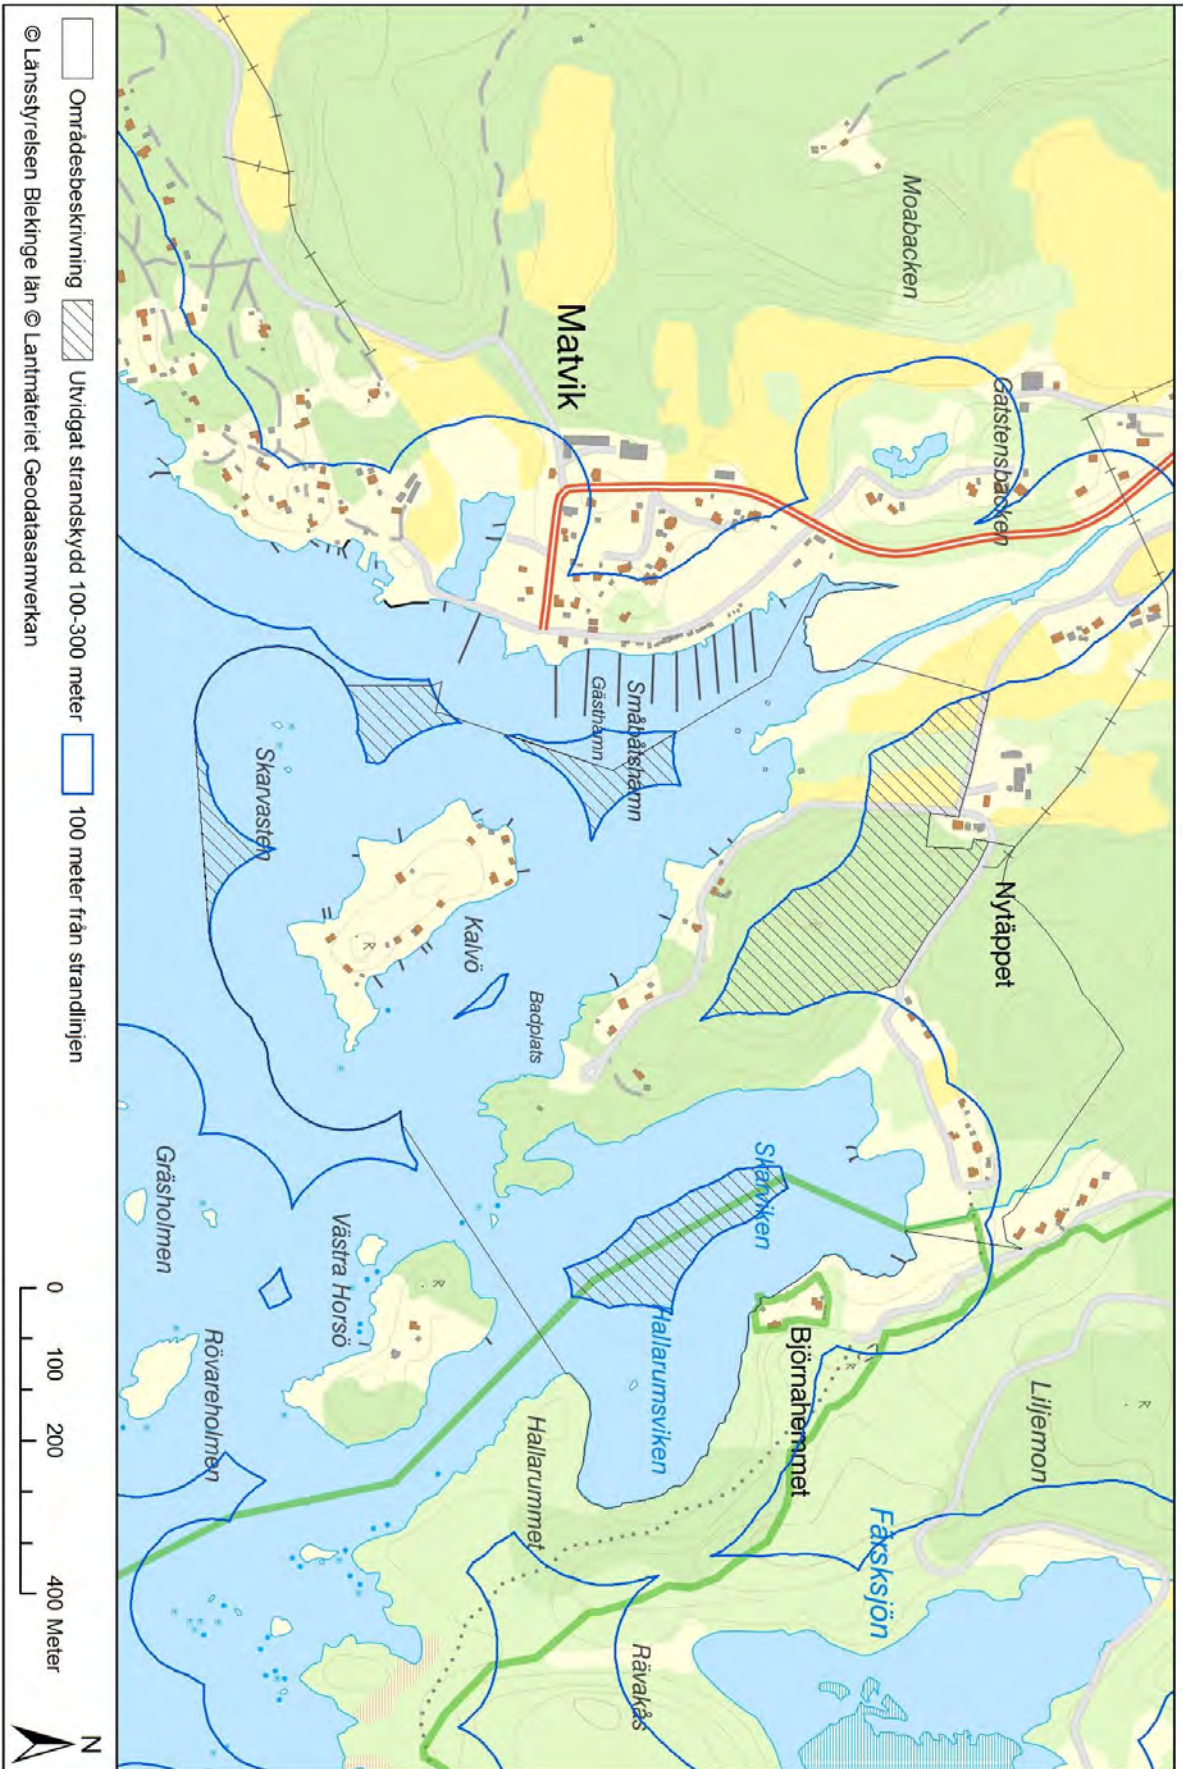 Moabacken
Gatstensbacken
Matvik
Småbåtshamn
Gästhamn
Skarvasten
Kalvö
Badplats
Nytäppet
Skarviken
Hallarumsviken
Björnahemmet
Liljemon
Färsksjön
Hallarummet
Västra Horsö
Gräsholmen
Rövareholmen
Rävakås
R
R
R
R
R
Områdesbeskrivning Utvidgat strandskydd 100-300 meter 100 meter från strandlinjen
0 100 200 400 Meter
N
© Länsstyrelsen Blekinge län © Lantmäteriet Geodatasamverkan